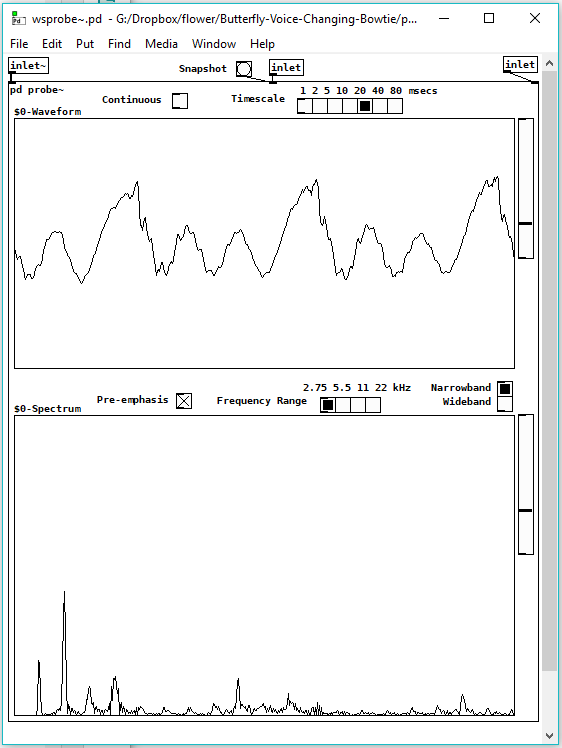 wsprobe~.pd - G:/Dropbox/flower/Butterfly-Voice-Changing-Bowtie/p...
File Edit Put Find Media Window Help
inlet~ Snapshot inlet inlet
pd probe~
Continuous Timescale 1 2 5 10 20 40 80 msecs
$0-Waveform
2.75 5.5 11 22 kHz Narrowband
Pre-emphasis Frequency Range Wideband
$0-Spectrum